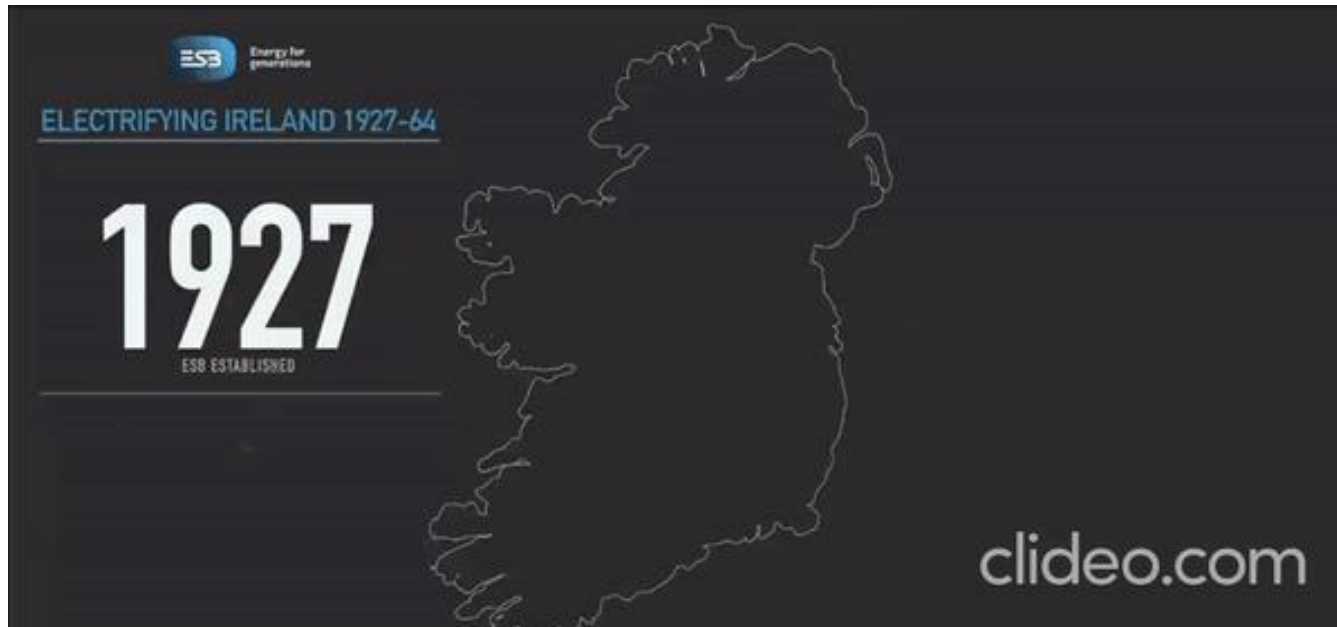 ESB
Energy for
generations
ELECTRIFYING IRELAND 1927-64
1927
ESB ESTABLISHED
clideo.com